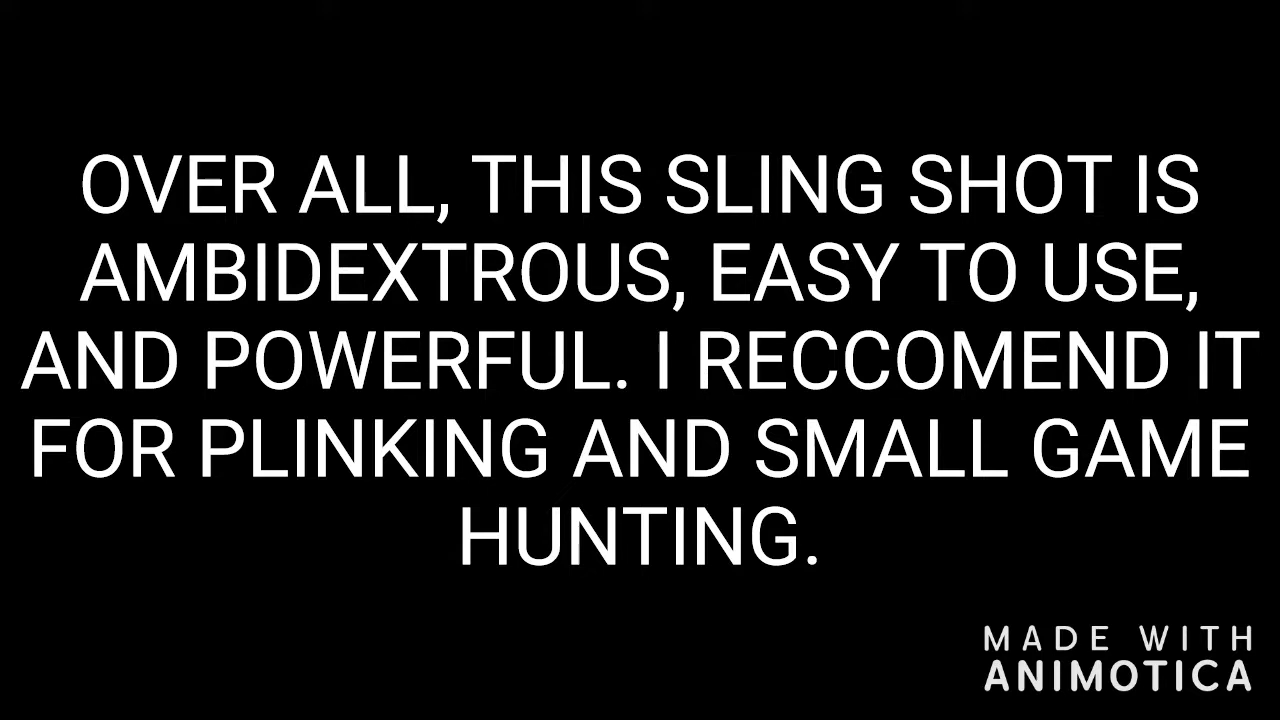 OVER ALL, THIS SLING SHOT IS
AMBIDEXTROUS, EASY TO USE,
AND POWERFUL. I RECCOMEND IT
FOR PLINKING AND SMALL GAME
HUNTING.
MADE WITH
ANIMOTICA